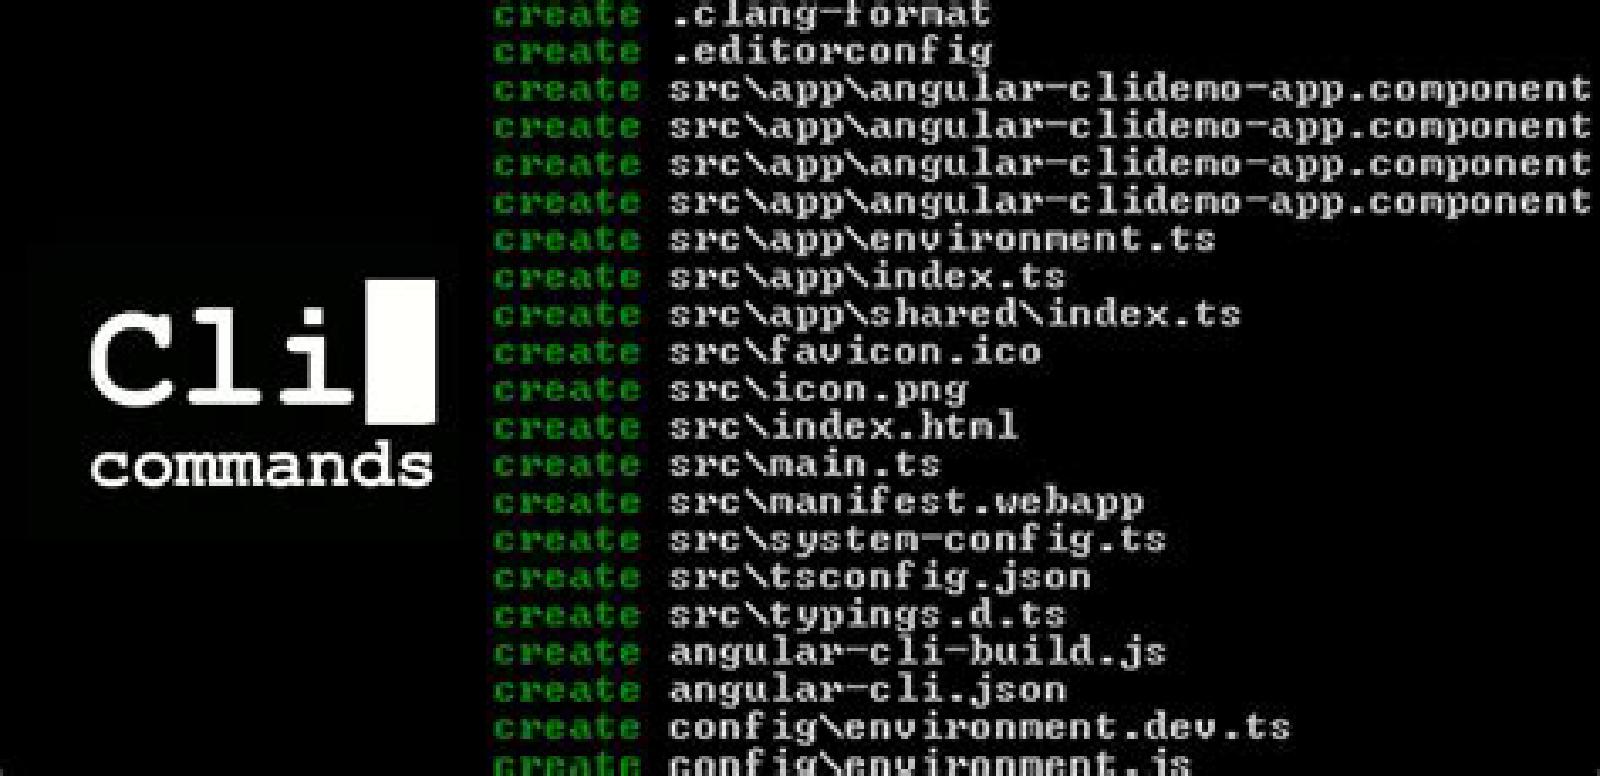 Cli
commands
create .clang-format
create .editorconfig
create src\app\angular-clidemo-app.component
create src\app\angular-clidemo-app.component
create src\app\angular-clidemo-app.component
create src\app\angular-clidemo-app.component
create src\app\environment.ts
create src\app\index.ts
create src\app\shared\index.ts
create src\favicon.ico
create src\icon.png
create src\index.html
create src\main.ts
create src\manifest.webapp
create src\system-config.ts
create src\tsconfig.json
create src\typings.d.ts
create angular-cli-build.js
create angular-cli.json
create config\environment.dev.ts
create config\environment.js